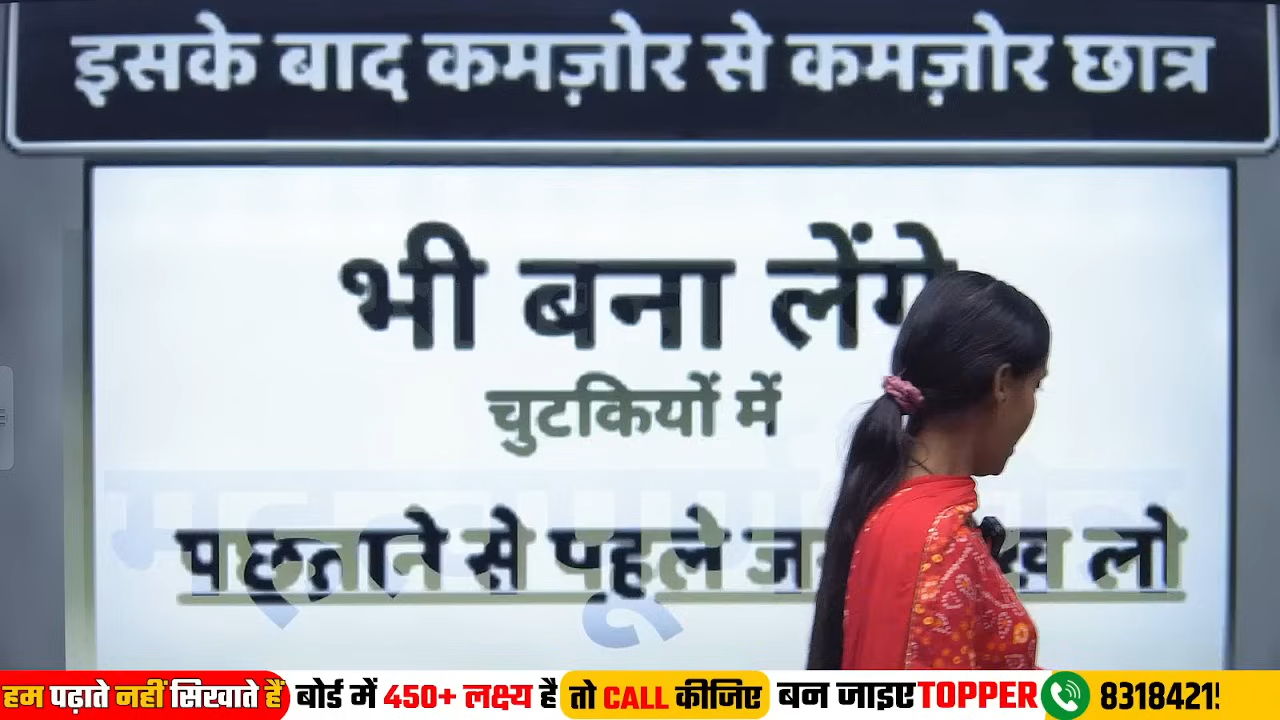 इसके बाद कमज़ोर से कमज़ोर छात्र
भी बना लेंगे
चुटकियों में
पछताने से पहले लो
हम पढ़ाते नहीं सिखाते हैं बोर्ड में 450+ लक्ष्य है तो CALL कीजिए बन जाइए TOPPER 8318421